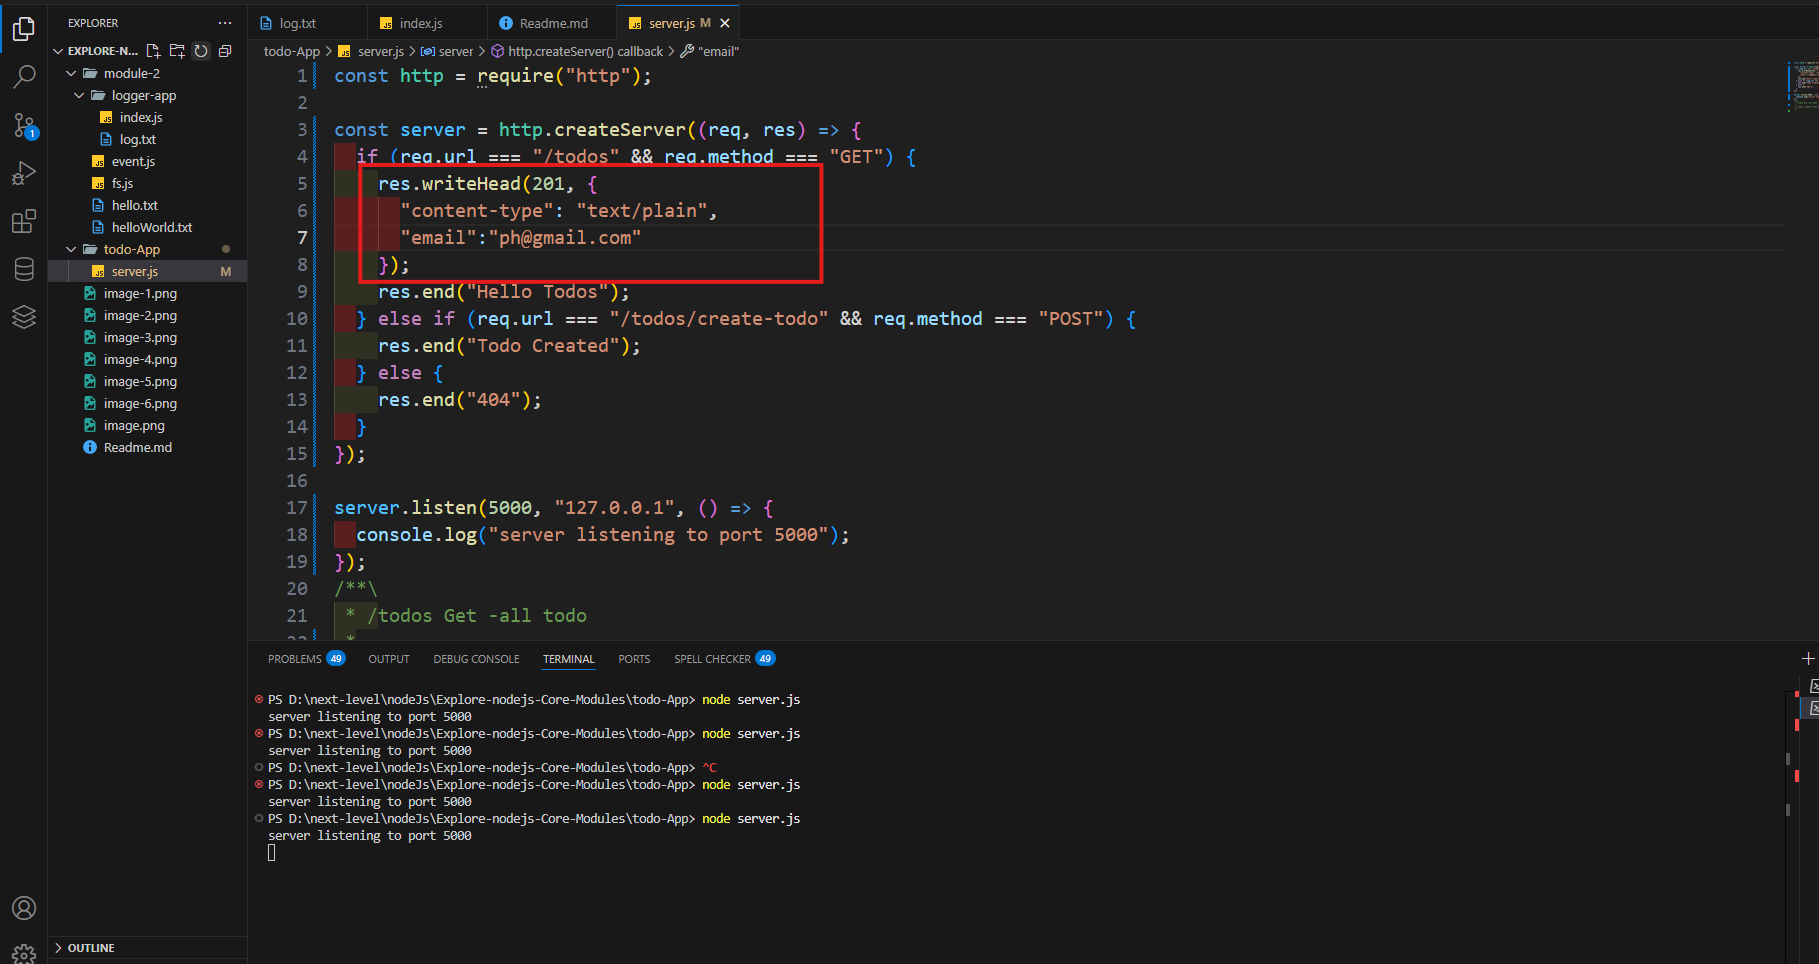 EXPLORER
EXPLORE-N...
module-2
logger-app
index.js
log.txt
event.js
fs.js
hello.txt
helloWorld.txt
todo-App
server.js M
image-1.png
image-2.png
image-3.png
image-4.png
image-5.png
image-6.png
image.png
Readme.md
OUTLINE
1
log.txt index.js Readme.md server.js M
todo-App > server.js > server > http.createServer() callback > "email"
1 const http = require("http");
2
3 const server = http.createServer((req, res) => {
4 if (req.url === "/todos" && req.method === "GET") {
5 res.writeHead(201, {
6 "content-type": "text/plain",
7 "email":"ph@gmail.com"
8 });
9 res.end("Hello Todos");
10 } else if (req.url === "/todos/create-todo" && req.method === "POST") {
11 res.end("Todo Created");
12 } else {
13 res.end("404");
14 }
15 });
16
17 server.listen(5000, "127.0.0.1", () => {
18 console.log("server listening to port 5000");
19 });
20 /**\
21 * /todos Get -all todo
22 *
PROBLEMS 49 OUTPUT DEBUG CONSOLE TERMINAL PORTS SPELL CHECKER 49
PS D:\next-level\nodeJs\Explore-nodejs-Core-Modules\todo-App> node server.js
server listening to port 5000
PS D:\next-level\nodeJs\Explore-nodejs-Core-Modules\todo-App> node server.js
server listening to port 5000
PS D:\next-level\nodeJs\Explore-nodejs-Core-Modules\todo-App> ^C
PS D:\next-level\nodeJs\Explore-nodejs-Core-Modules\todo-App> node server.js
server listening to port 5000
PS D:\next-level\nodeJs\Explore-nodejs-Core-Modules\todo-App> node server.js
server listening to port 5000